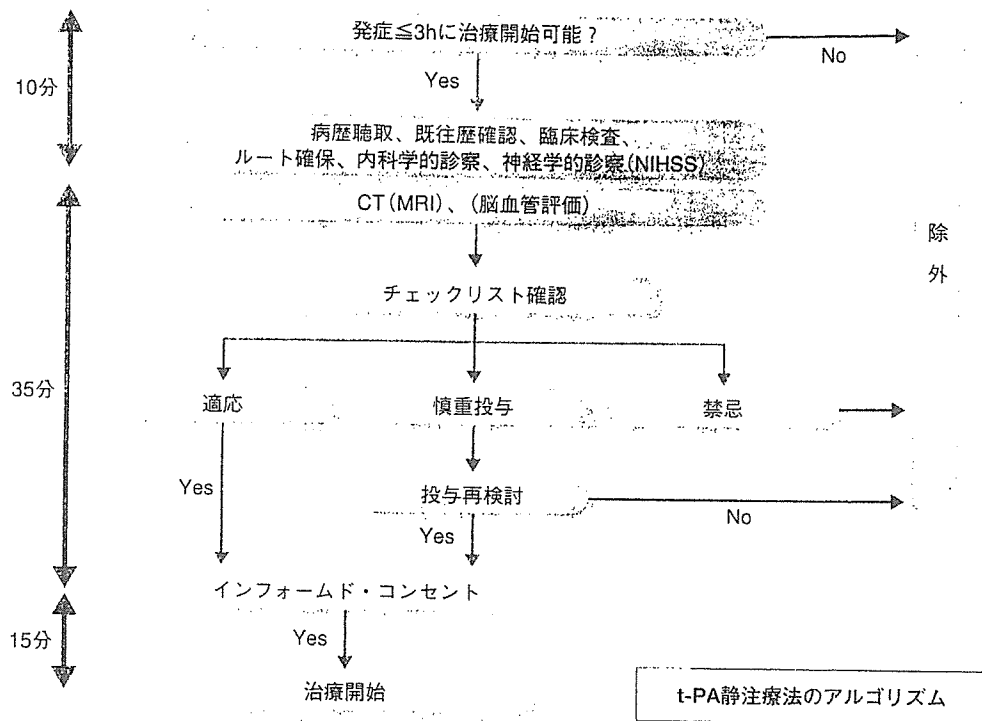 発症≦3hに治療開始可能？
No
Yes
10分
病歴聴取、既往歴確認、臨床検査、
ルート確保、内科学的診察、神経学的診察(NIHSS)
CT(MRI)、(脳血管評価)
除
外
チェックリスト確認
35分
適応
慎重投与
禁忌
Yes
投与再検討
No
Yes
インフォームド・コンセント
15分
Yes
治療開始
t-PA静注療法のアルゴリズム